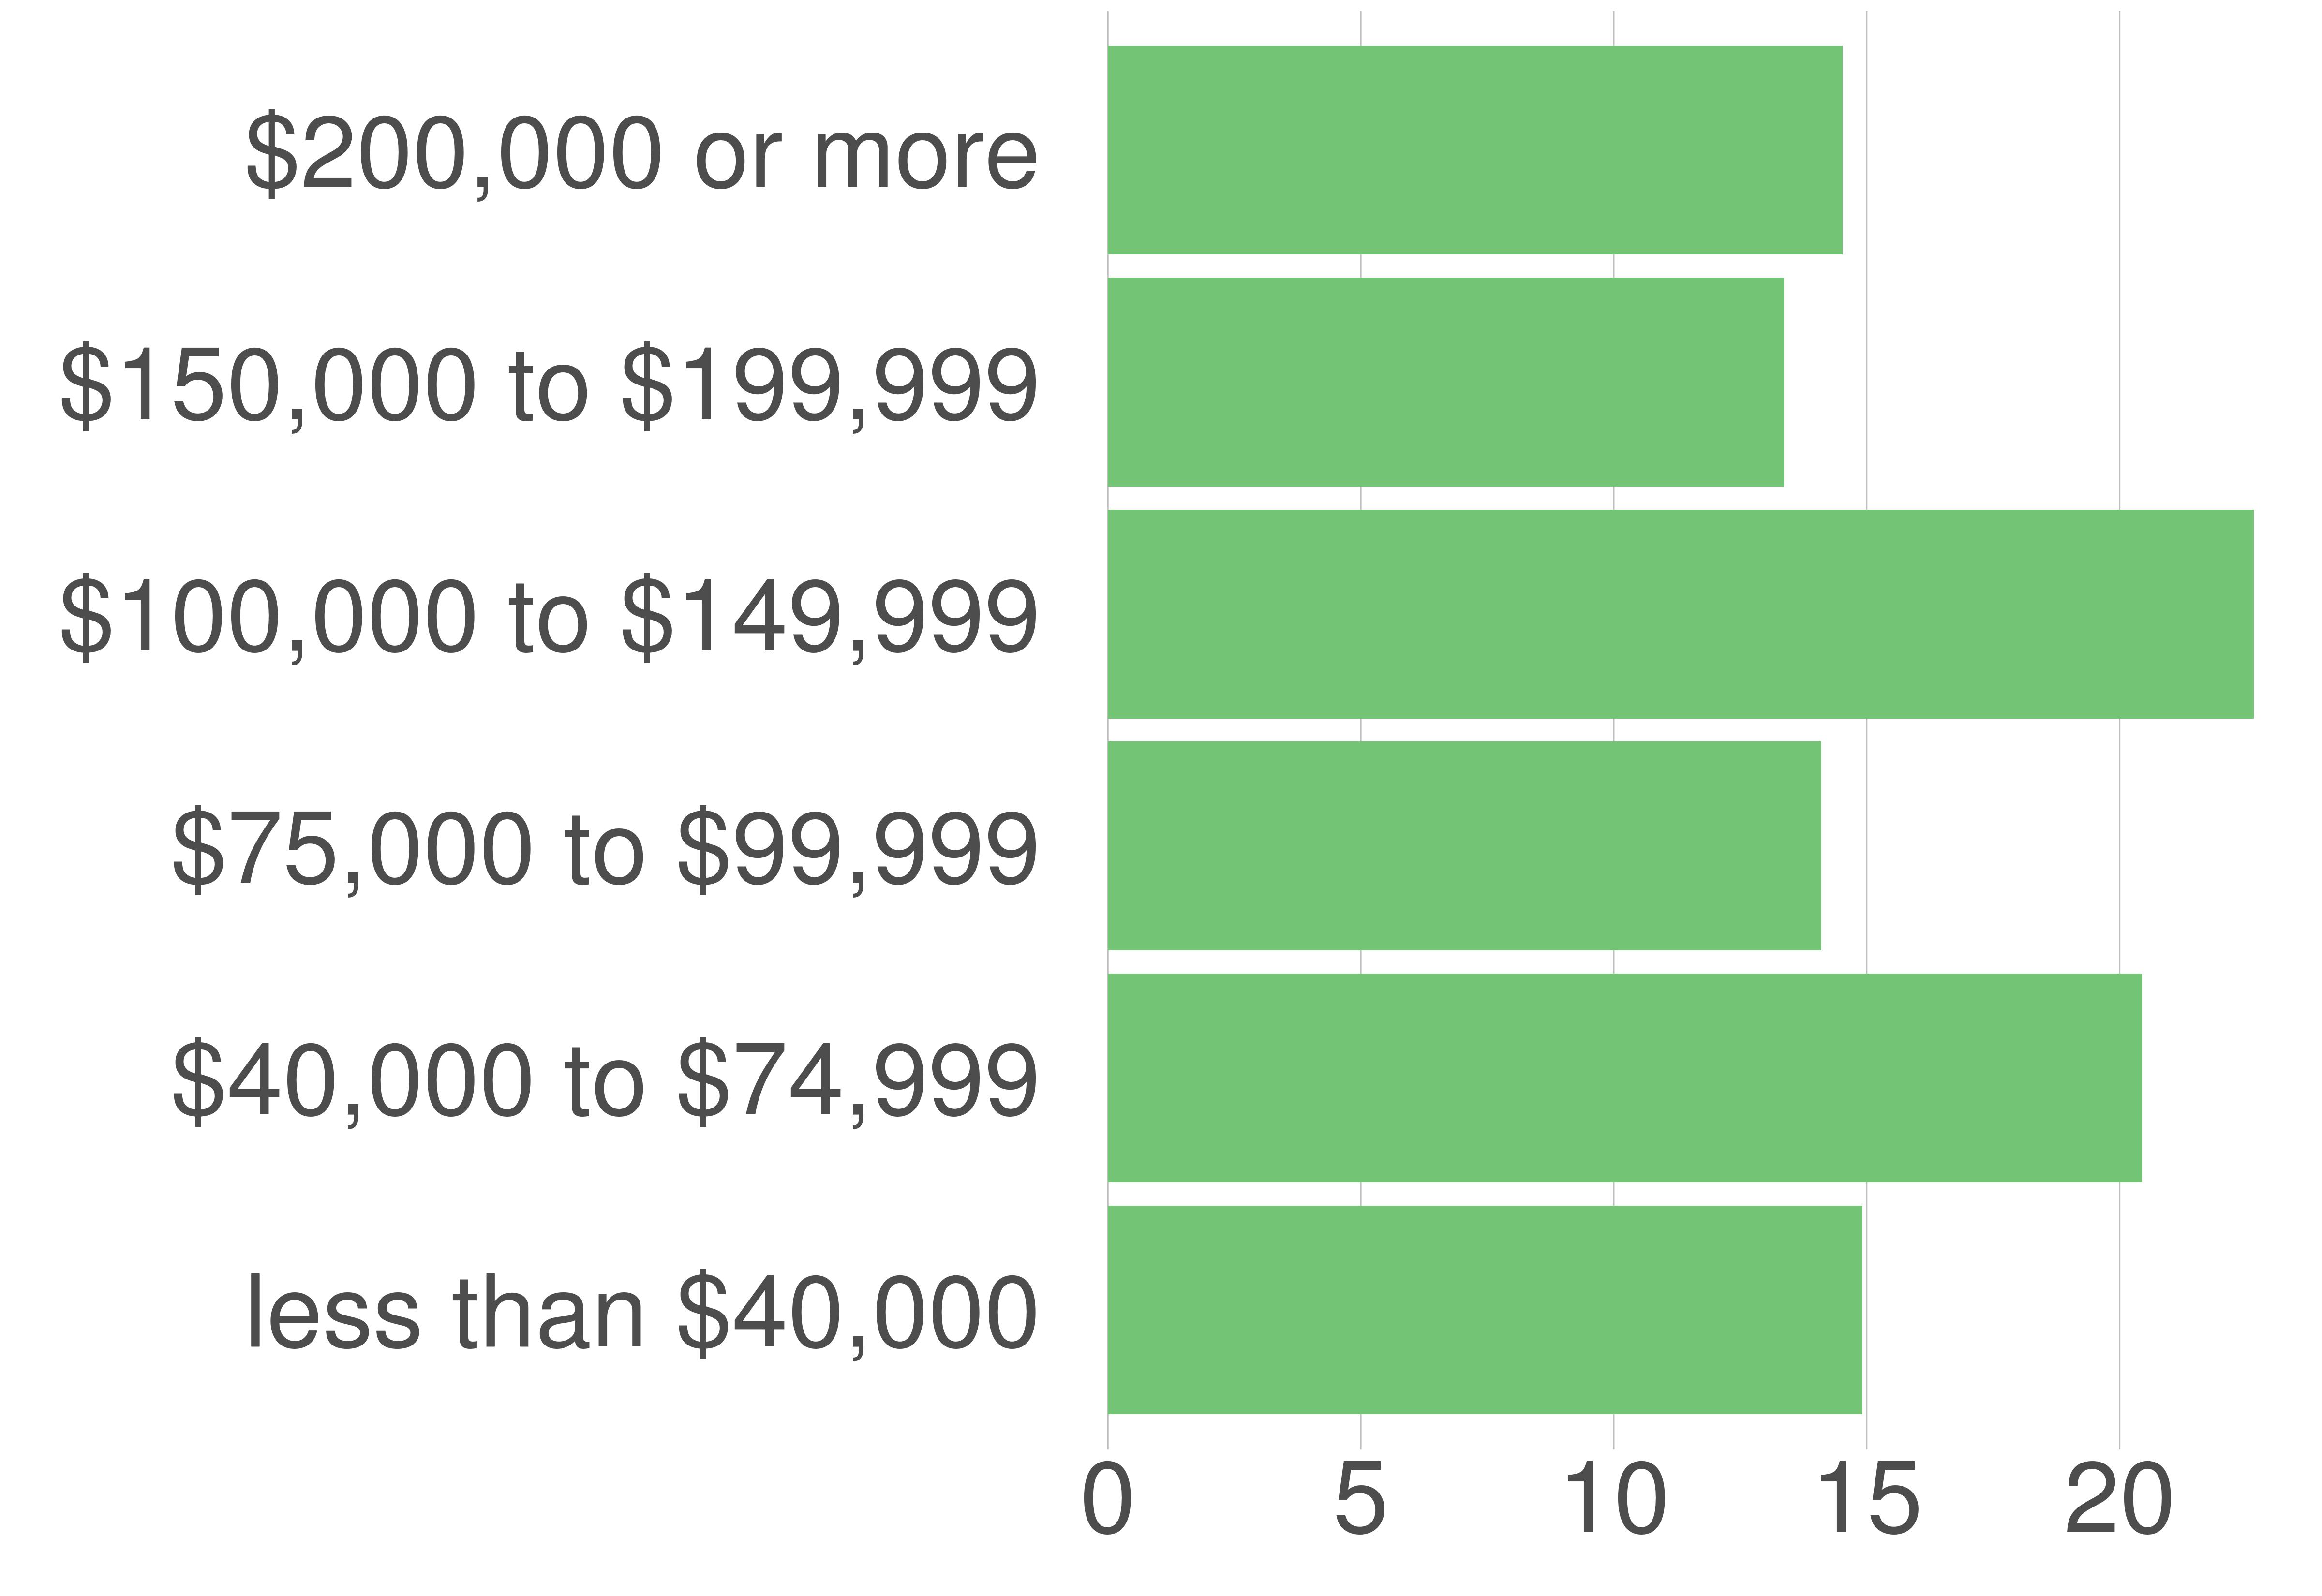 $200,000 or more
$150,000 to $199,999
$100,000 to $149,999
$75,000 to $99,999
$40,000 to $74,999
less than $40,000
0 5 10 15 20